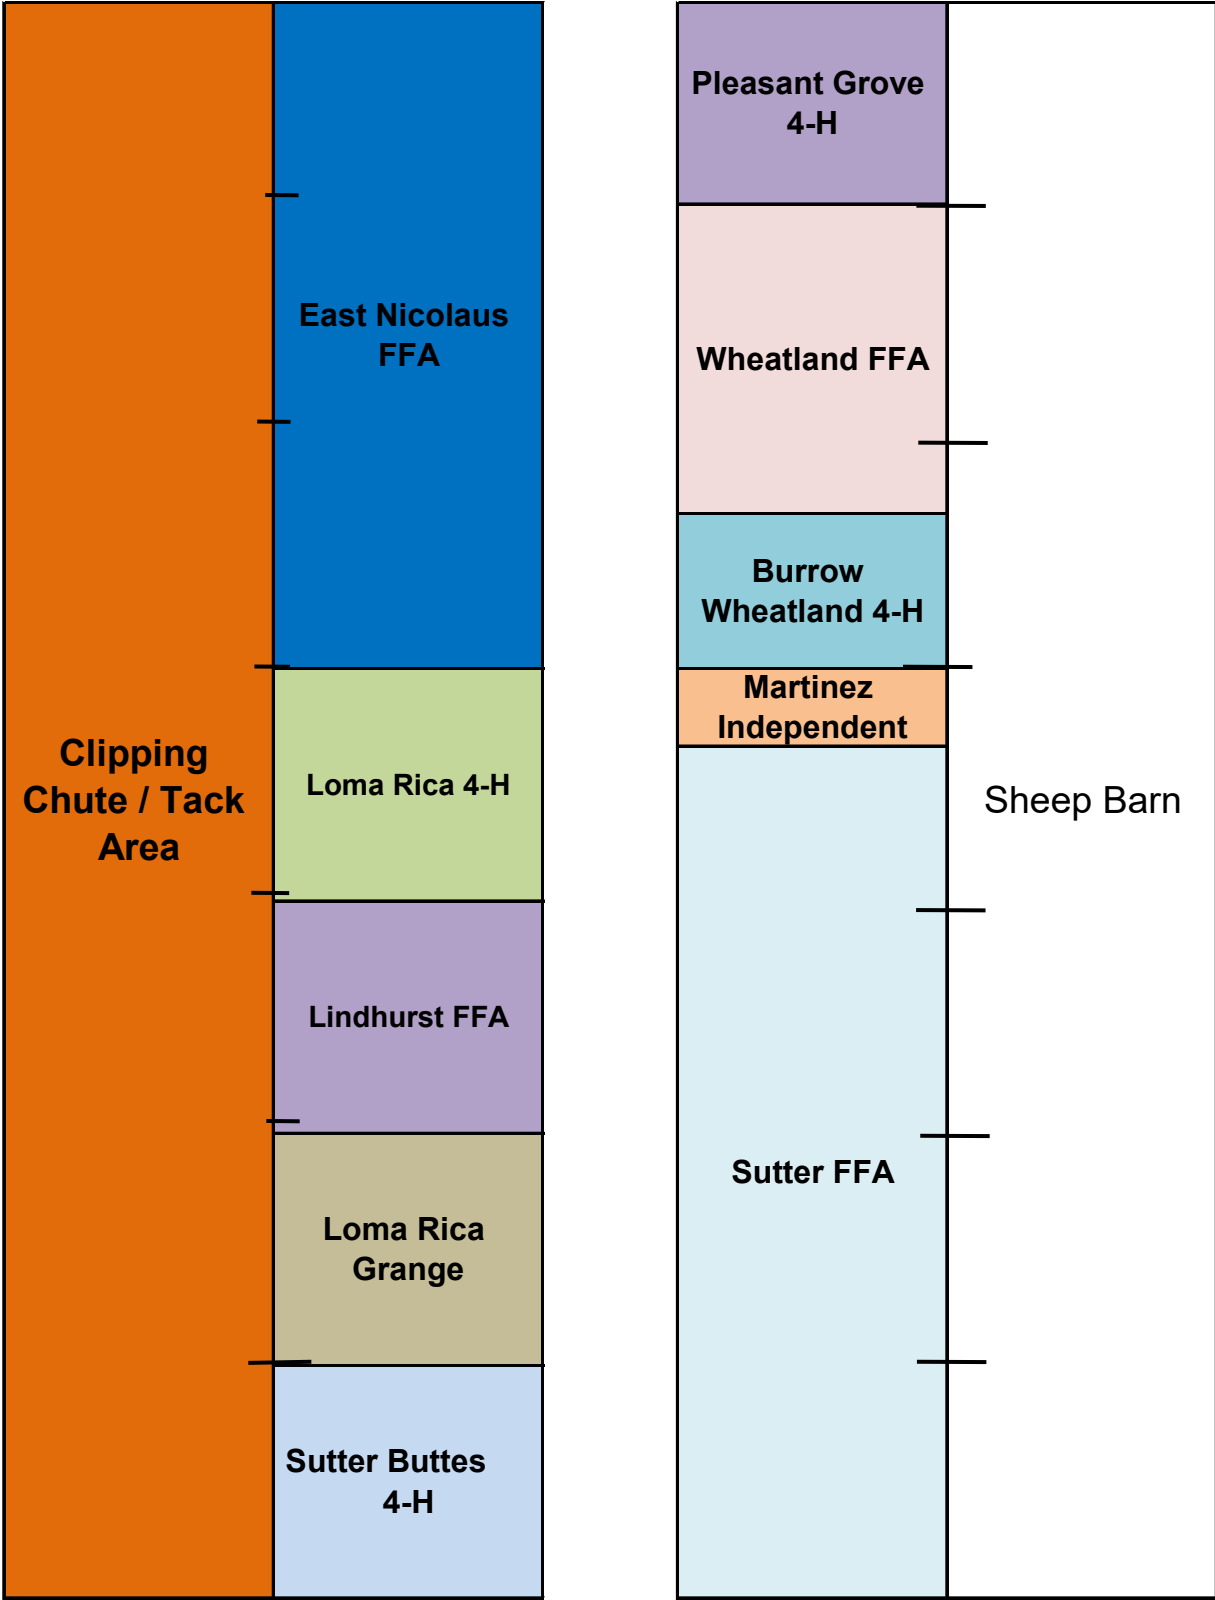 Clipping
Chute / Tack
Area
East Nicolaus
FFA
Loma Rica 4-H
Lindhurst FFA
Loma Rica
Grange
Sutter Buttes
4-H
Pleasant Grove
4-H
Wheatland FFA
Burrow
Wheatland 4-H
Martinez
Independent
Sutter FFA
Sheep Barn